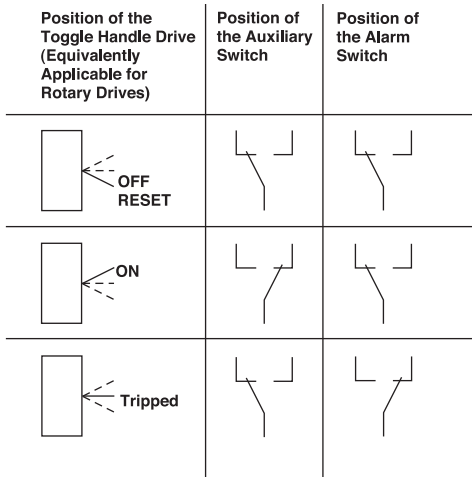 Position of the
Toggle Handle Drive
(Equivalently
Applicable for
Rotary Drives)
Position of
the Auxiliary
Switch
Position of
the Alarm
Switch
OFF
RESET
ON
Tripped